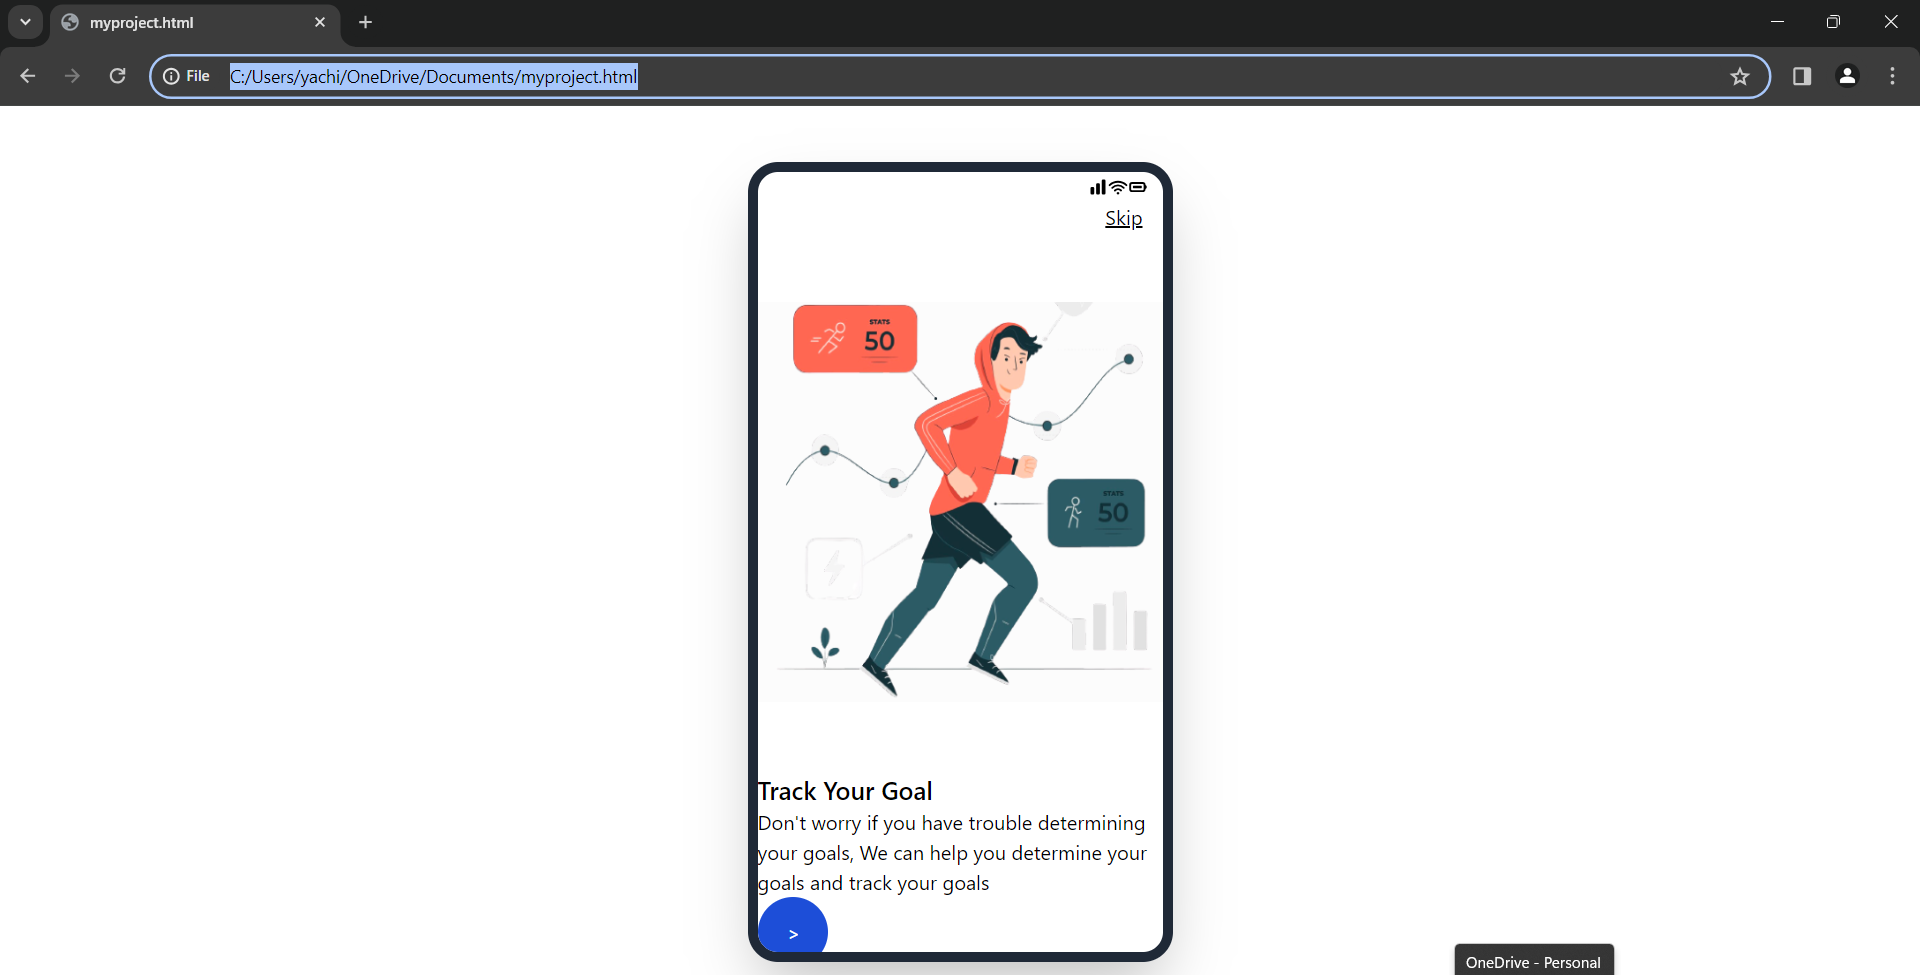 myproject.html
File
C:/Users/yachi/OneDrive/Documents/myproject.html
Skip
STATS
50
STATS
50
Track Your Goal
Don't worry if you have trouble determining
your goals, We can help you determine your
goals and track your goals
>
OneDrive - Personal